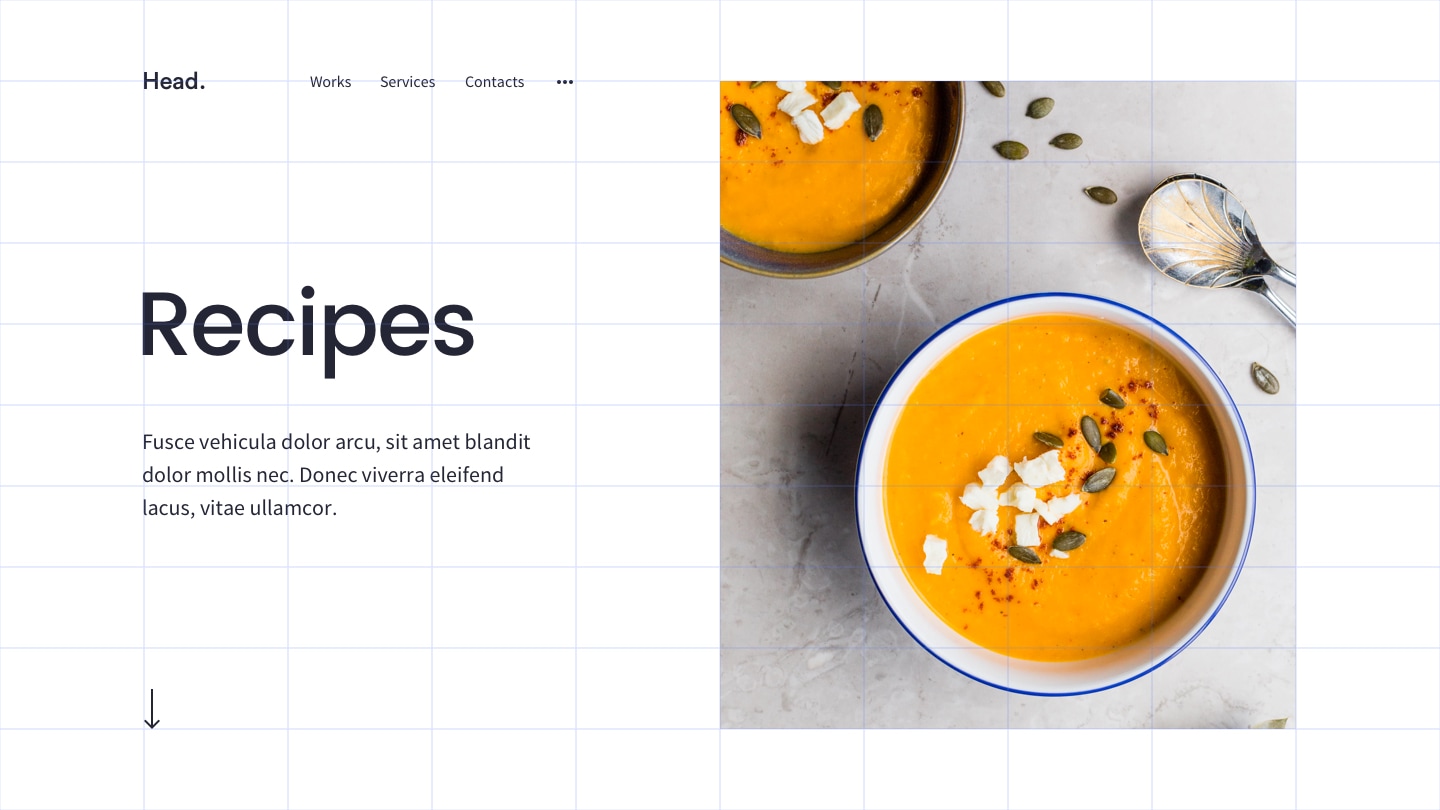 Head.
Works Services Contacts •••
Recipes
Fusce vehicula dolor arcu, sit amet blandit
dolor mollis nec. Donec viverra eleifend
lacus, vitae ullamcor.